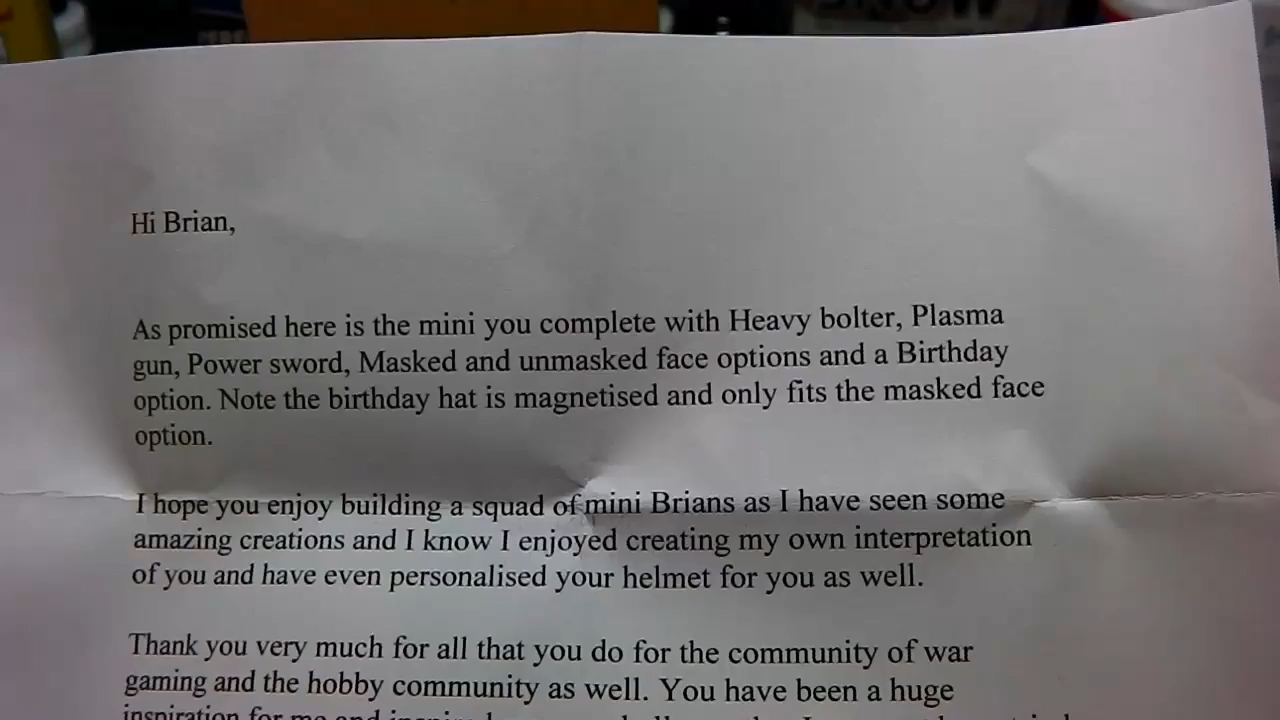 Hi Brian,
As promised here is the mini you complete with Heavy bolter, Plasma
gun, Power sword, Masked and unmasked face options and a Birthday
option. Note the birthday hat is magnetised and only fits the masked face
option.
I hope you enjoy building a squad of mini Brians as I have seen some
amazing creations and I know I enjoyed creating my own interpretation
of you and have even personalised your helmet for you as well.
Thank you very much for all that you do for the community of war
gaming and the hobby community as well. You have been a huge
inspiration for me and